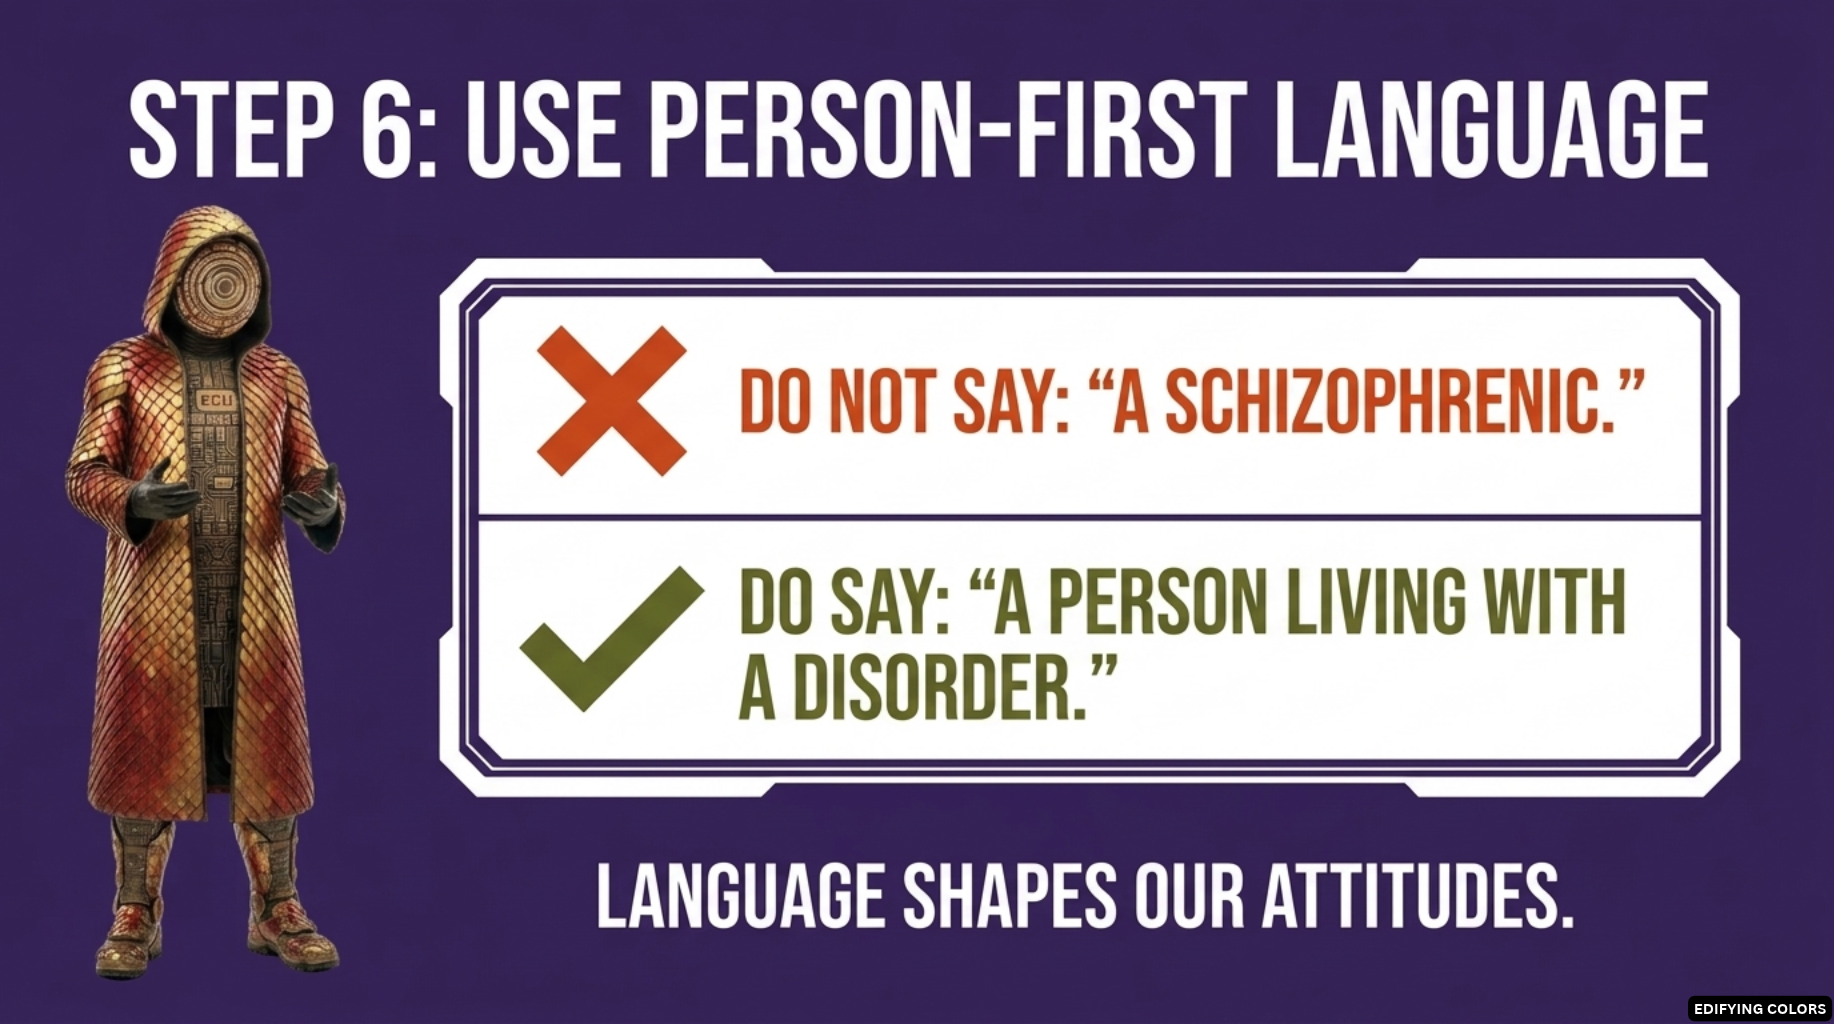 STEP 6: USE PERSON-FIRST LANGUAGE
ECU
DO NOT SAY: “A SCHIZOPHRENIC.”
DO SAY: “A PERSON LIVING WITH
A DISORDER.”
LANGUAGE SHAPES OUR ATTITUDES.
EDIFYING COLORS